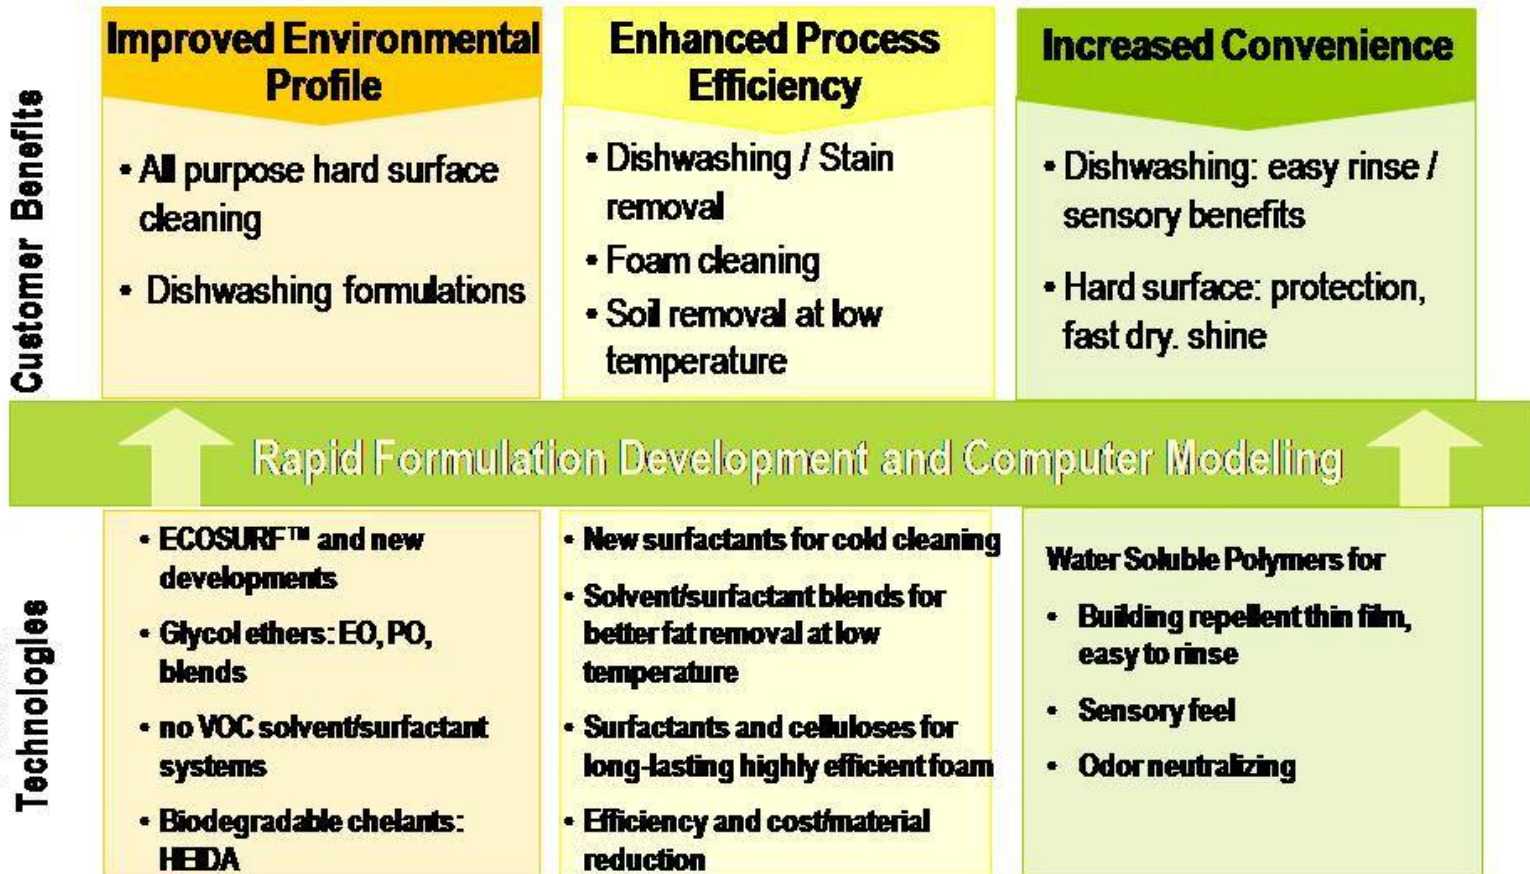 Customer Benefits
Improved Environmental
Profile
• All purpose hard surface
cleaning
• Dishwashing formulations
Enhanced Process
Efficiency
• Dishwashing / Stain
removal
• Foam cleaning
• Soil removal at low
temperature
Increased Convenience
• Dishwashing: easy rinse /
sensory benefits
• Hard surface: protection,
fast dry. shine
Rapid Formulation Development and Computer Modeling
Technologies
• ECOSURF™ and new
developments
• Glycol ethers: EO, PO,
blends
• no VOC solvent/surfactant
systems
• Biodegradable chelants:
HEIDA
• New surfactants for cold cleaning
• Solvent/surfactant blends for
better fat removal at low
temperature
• Surfactants and celluloses for
long-lasting highly efficient foam
• Efficiency and cost/material
reduction
Water Soluble Polymers for
• Building repellent thin film,
easy to rinse
• Sensory feel
• Odor neutralizing